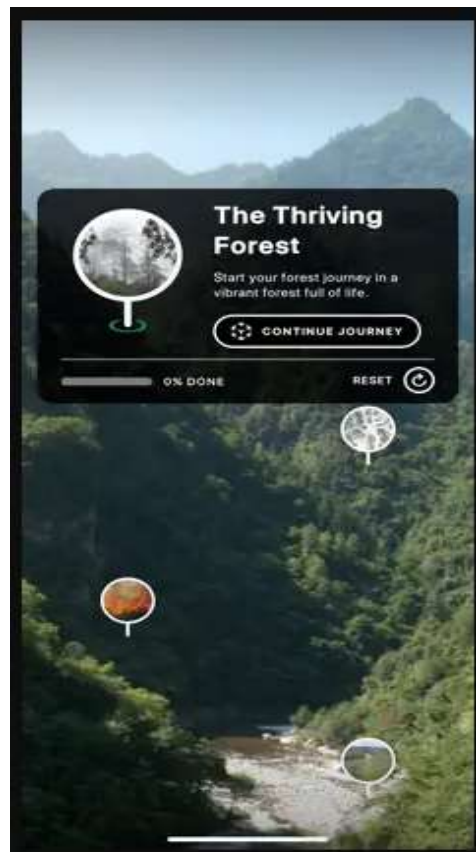 The Thriving
Forest
Start your forest journey in a
vibrant forest full of life.
CONTINUE JOURNEY
0% DONE
RESET